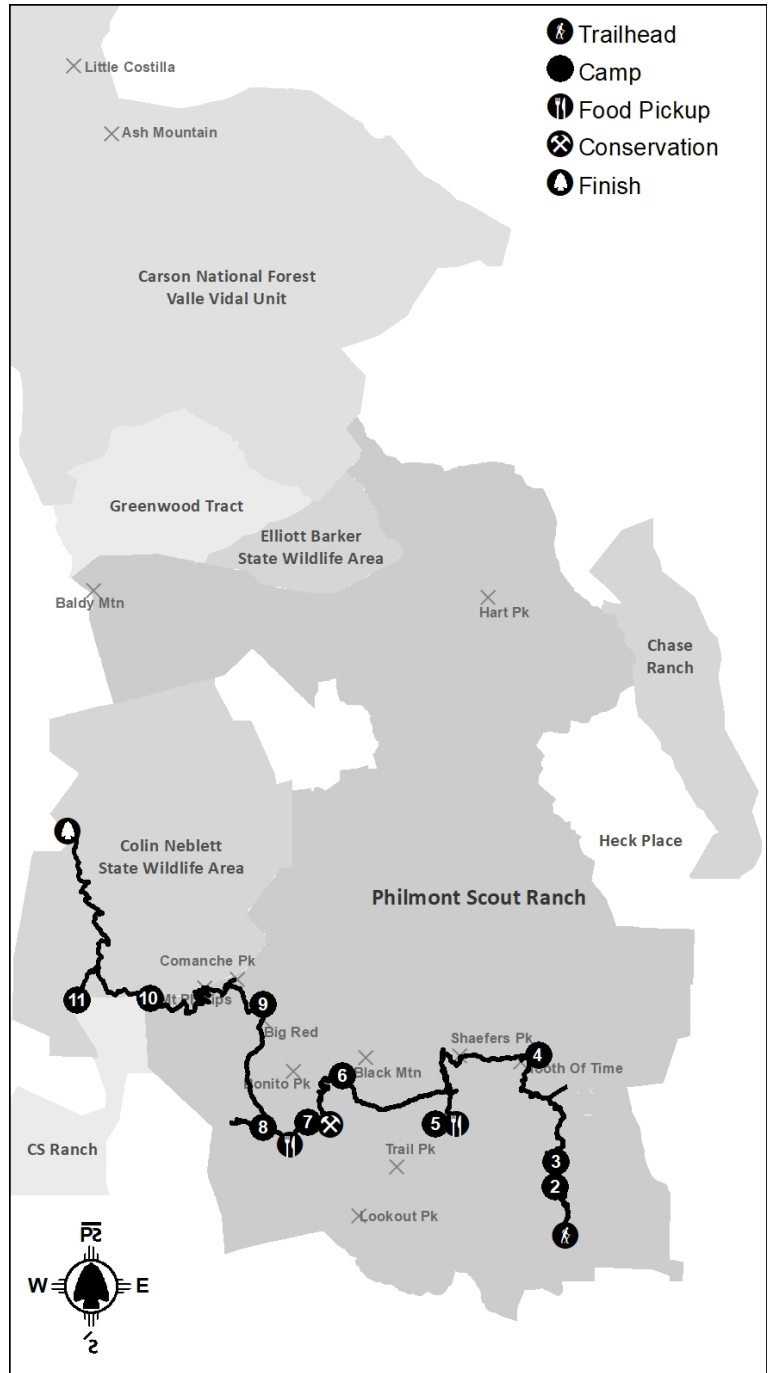 Trailhead
Camp
Food Pickup
Conservation
Finish
Little Costilla
Ash Mountain
Carson National Forest
Valle Vidal Unit
Greenwood Tract
Elliott Barker
State Wildlife Area
Baldy Mtn
Hart Pk
Chase
Ranch
Colin Neblett
State Wildlife Area
Heck Place
Philmont Scout Ranch
Comanche Pk
11
10
Mt Phillips
9
Big Red
Shaefers Pk
4
Tooth Of Time
Black Mtn
6
Bonito Pk
8
7
5
CS Ranch
Trail Pk
3
2
Lookout Pk
W
E